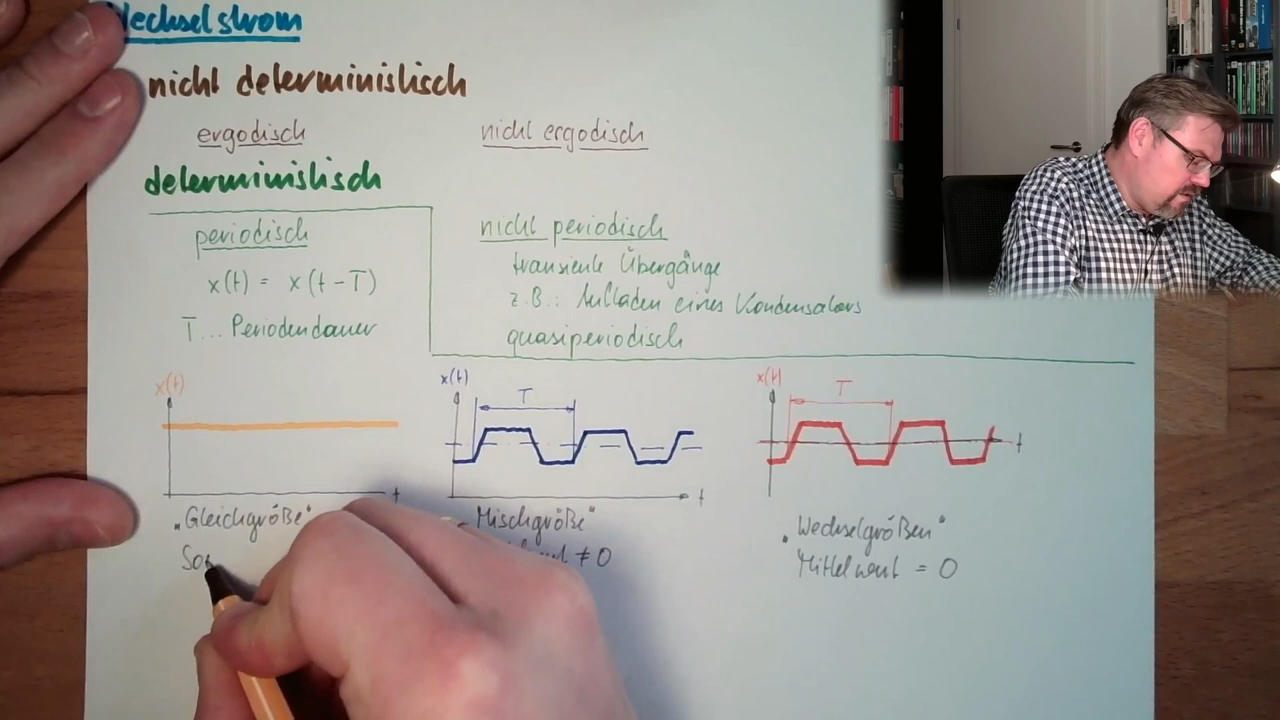 Wechselstrom
nicht deterministisch
ergodisch
nicht ergodisch
deterministisch
periodisch
x(t) = x(t-T)
T... Periodendauer
nicht periodisch
transiente Übergänge
z.B.: Aufladen eines Kondensators
quasiperiodisch
x(t)
t
„Gleichgröße"
x(t)
T
t
Mischgröße"
≠ 0
x(t)
T
t
„Wechselgrößen"
Mittelwert = 0